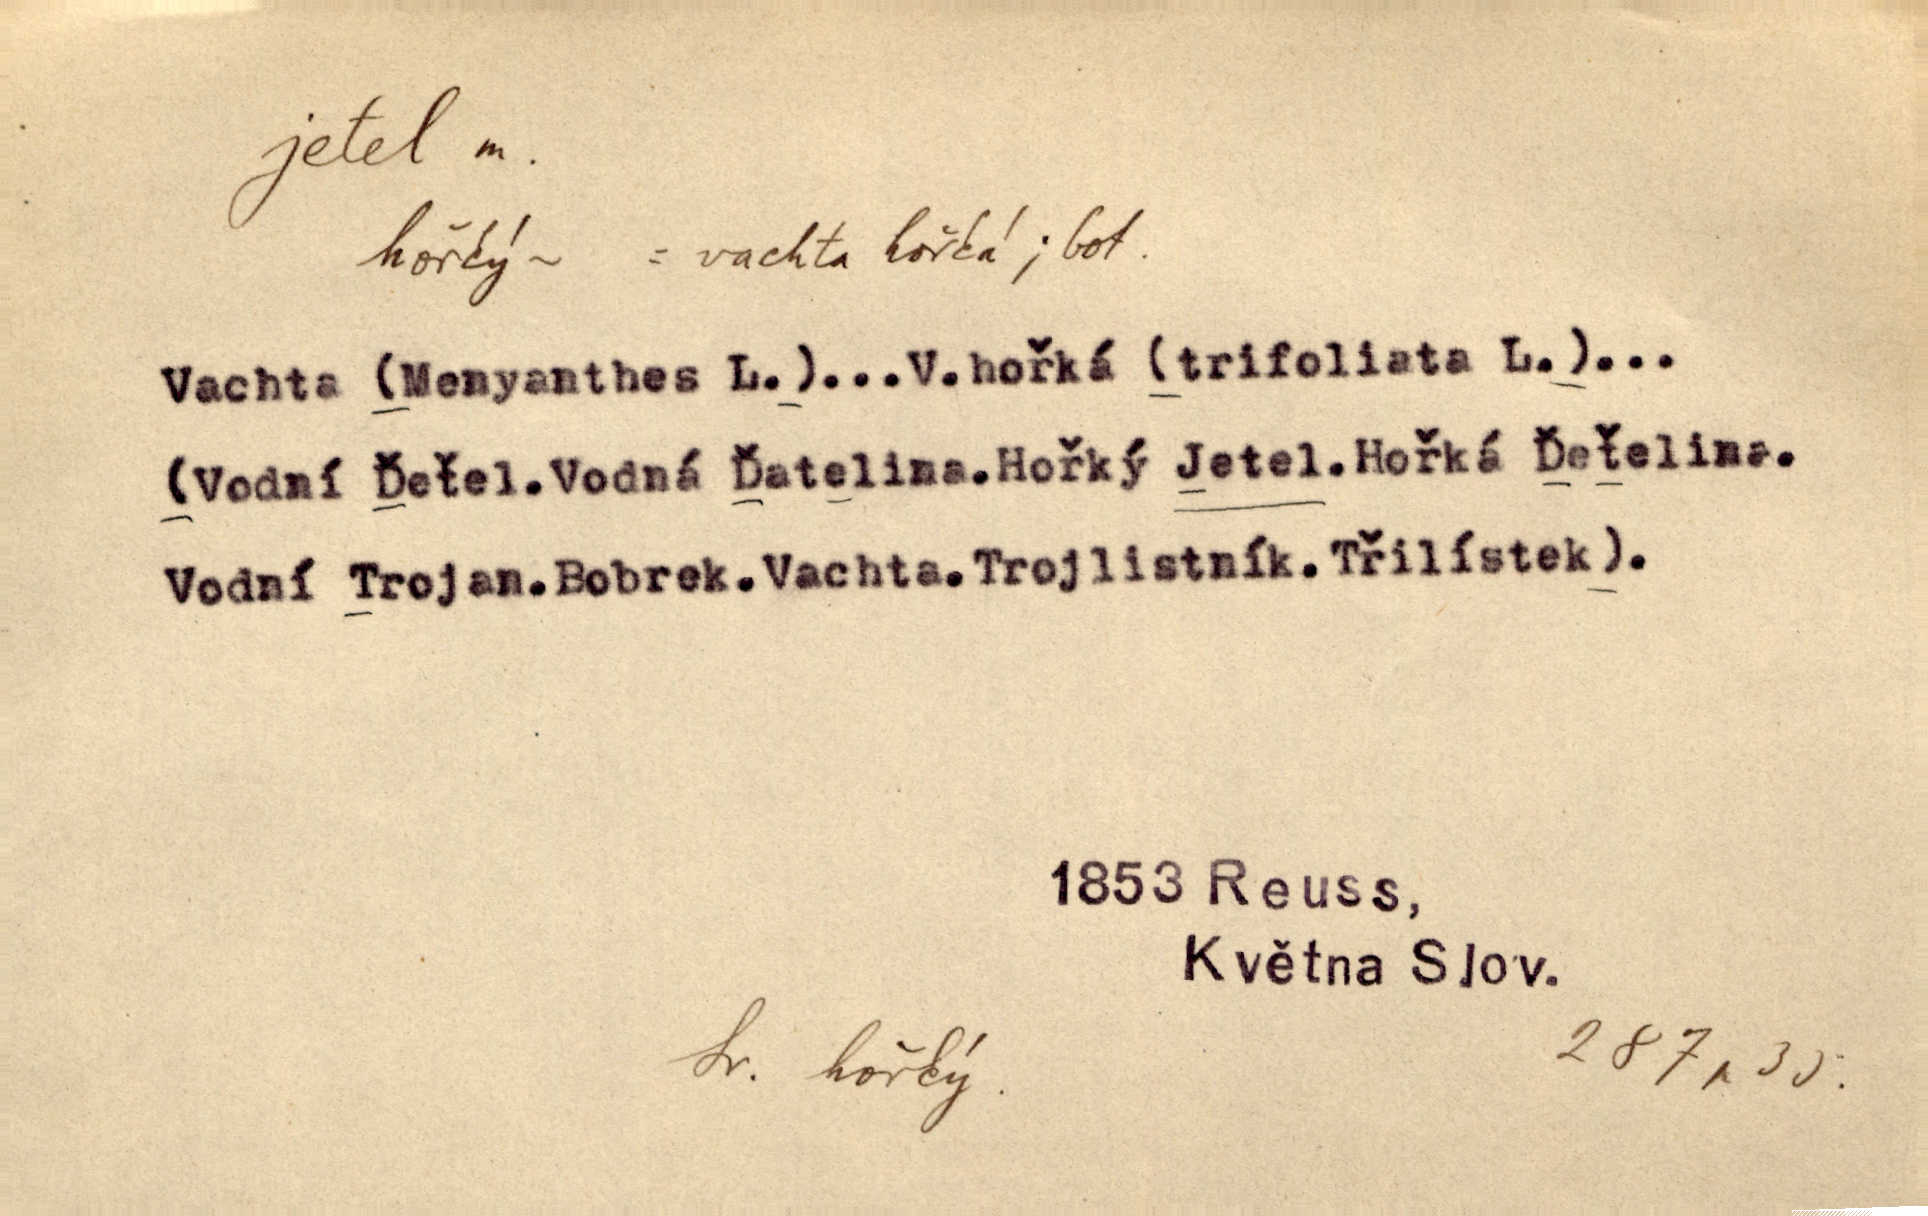 jetel m.
hořký ~ = vachta hořká; bot.
Vachta (Menyanthes L.)...V.hořká (trifoliata L.)...
(Vodní Ďeťel.Vodná Ďatelina.Hořký Jetel.Hořká Ďeťelina.
Vodní Trojan.Bobrek.Vachta.Trojlistník.Třilístek).
1853 Reuss,
Května Slov.
hořký.
287